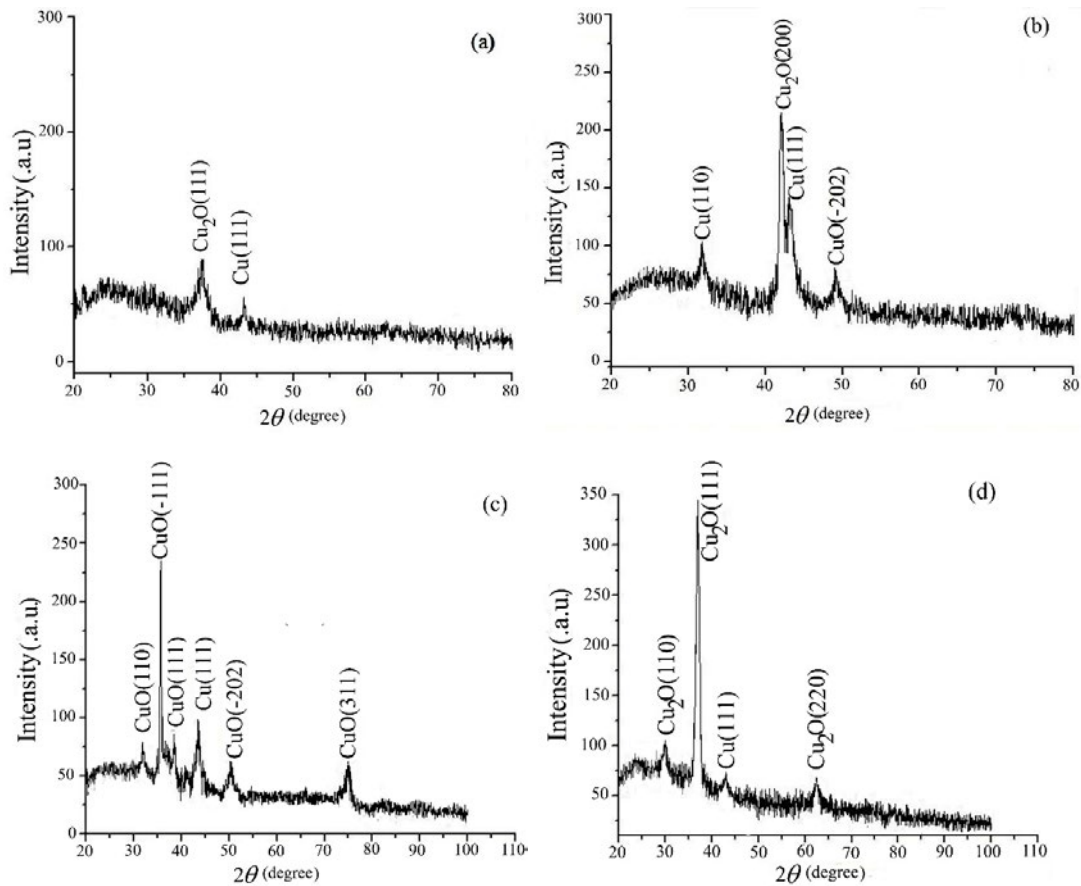 (a)
300
200
100
0
Intensity(.a.u)
Cu2O(111)
Cu(111)
20 30 40 50 60 70 80
2θ (degree)
(b)
300
250
200
150
100
50
0
Intensity(.a.u)
Cu(110)
Cu2O(200)
Cu(111)
CuO(-202)
20 30 40 49 60 70 80
2θ (degree)
(c)
300
250
200
150
100
50
0
Intensity(.a.u.)
CuO(110)
CuO(-111)
CuO(111)
Cu(111)
CuO(-202)
CuO(311)
20 30 40 50 60 70 80 90 100 110
2θ (degree)
(d)
350
300
250
200
150
100
50
Intensity(.a.u.)
Cu2O(110)
Cu2O(111)
Cu(111)
Cu2O(220)
20 30 40 50 60 70 80 90 100 110
2θ (degree)